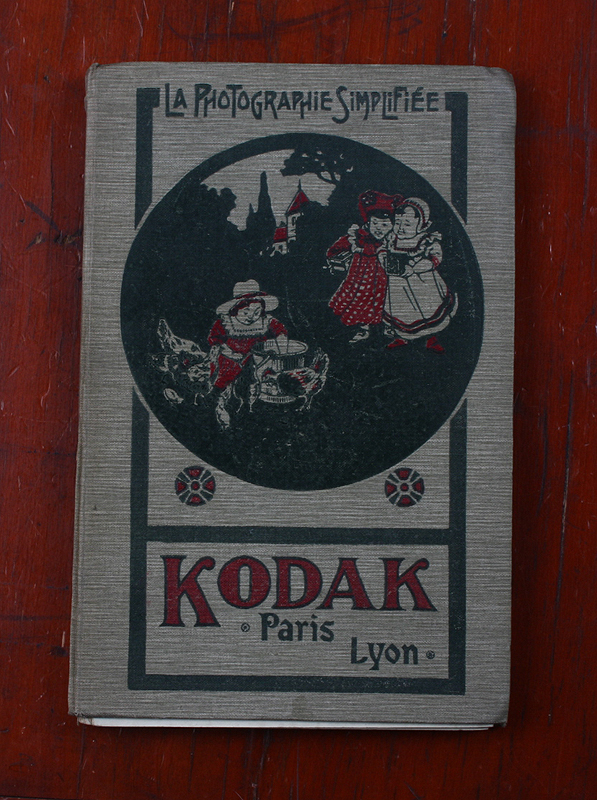 La Photographie Simplifiée
KODAK
Paris
Lyon